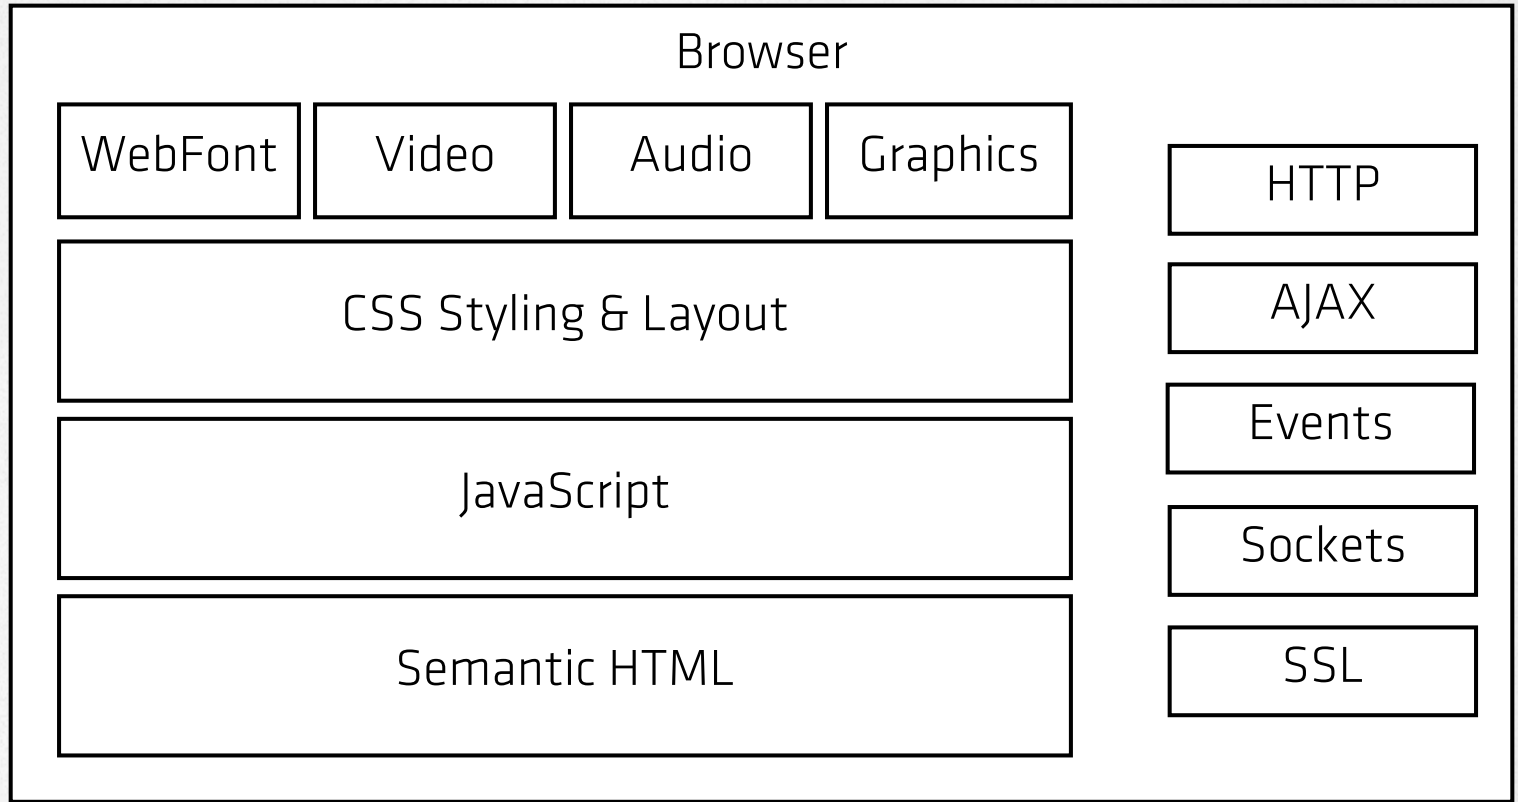 Browser
WebFont
Video
Audio
Graphics
CSS Styling & Layout
JavaScript
Semantic HTML
HTTP
AJAX
Events
Sockets
SSL